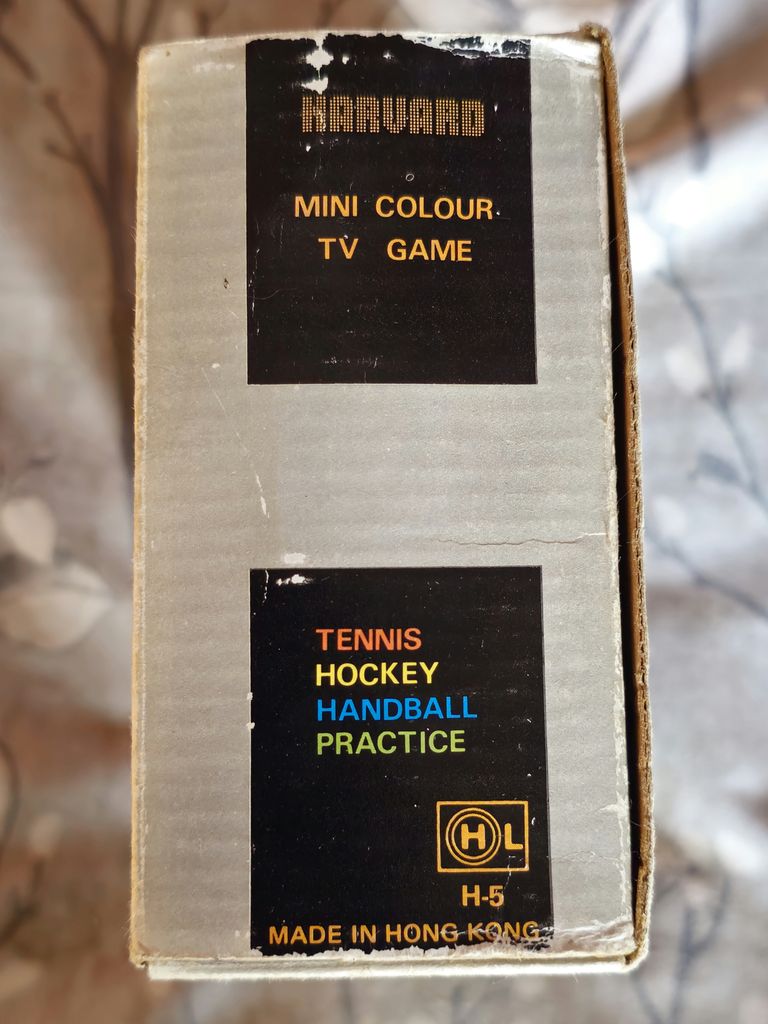 HARVARD
MINI COLOUR
TV GAME
TENNIS
HOCKEY
HANDBALL
PRACTICE
HL
H-5
MADE IN HONG KONG